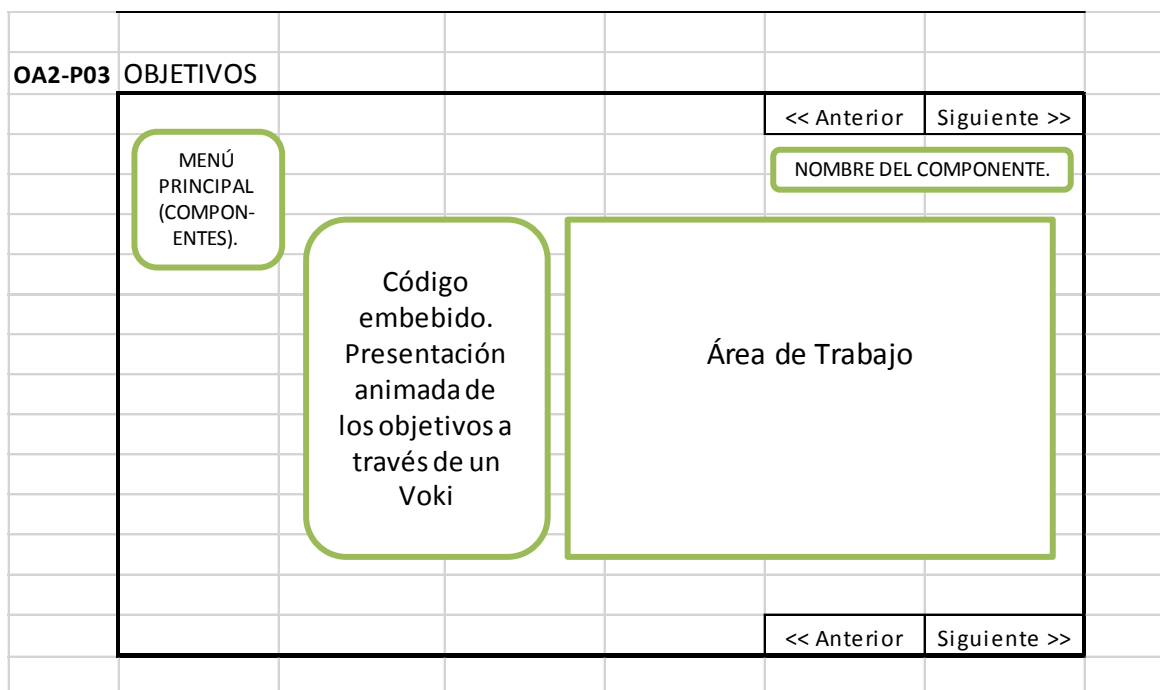 OA2-P03 OBJETIVOS
<< Anterior Siguiente >>
MENÚ
PRINCIPAL
(COMPON-
ENTES).
NOMBRE DEL COMPONENTE.
Código
embebido.
Presentación
animada de
los objetivos a
través de un
Voki
Área de Trabajo
<< Anterior Siguiente >>